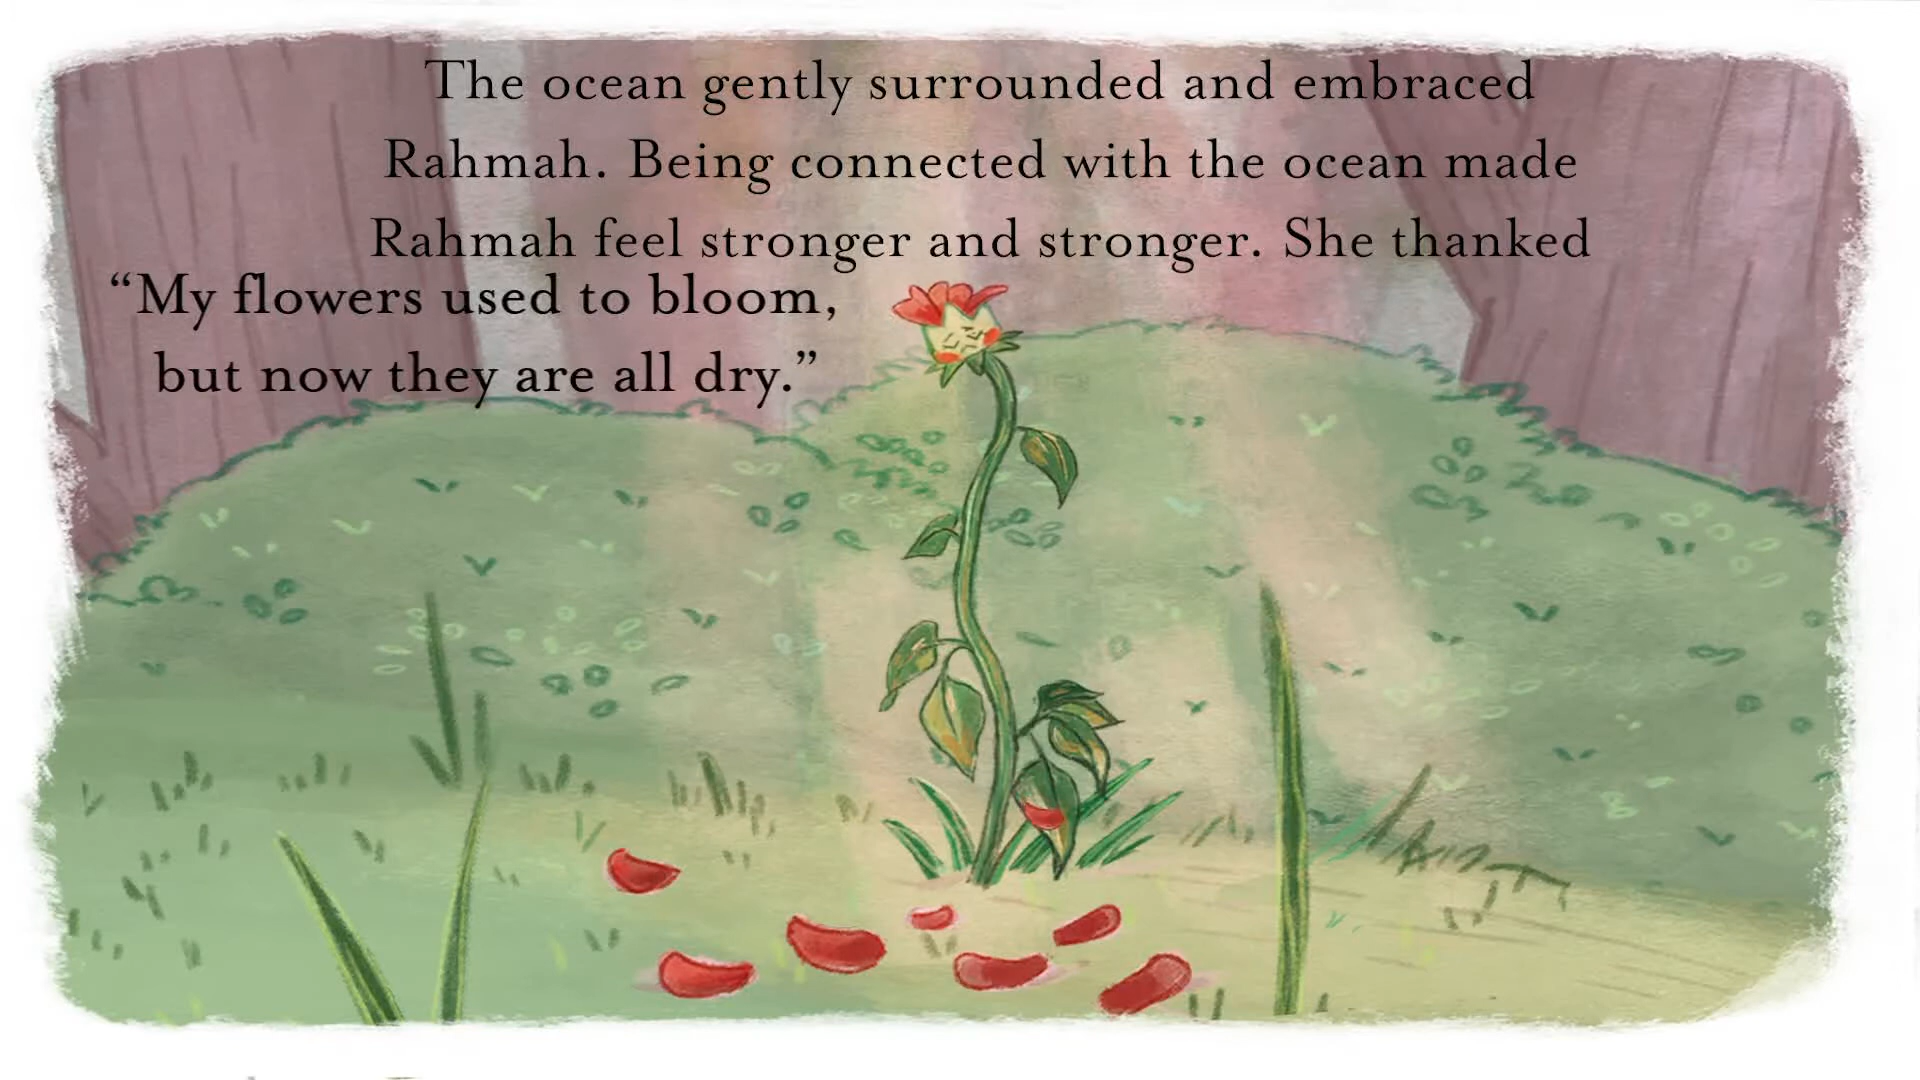 The ocean gently surrounded and embraced
Rahmah. Being connected with the ocean made
Rahmah feel stronger and stronger. She thanked
“My flowers used to bloom,
but now they are all dry.”